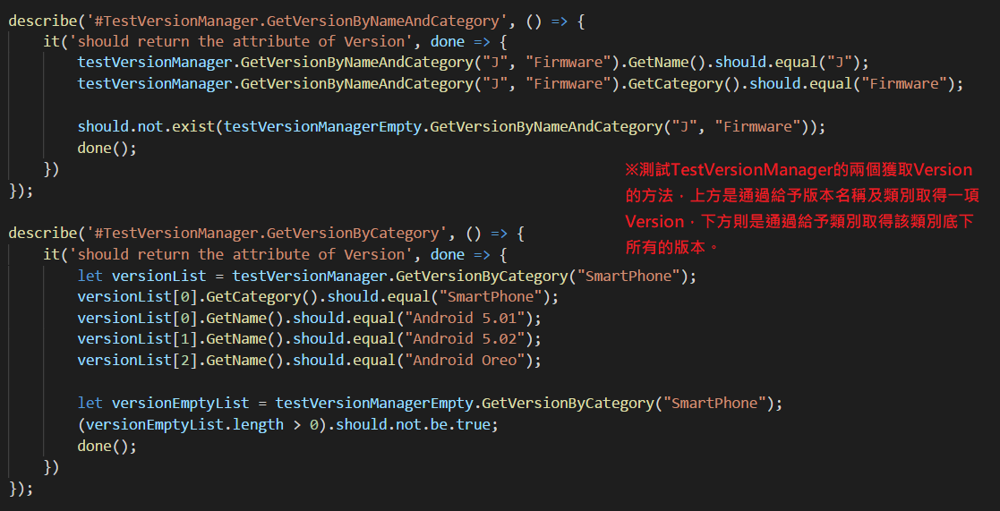 describe('#TestVersionManager.GetVersionByNameAndCategory', () => {
it('should return the attribute of Version', done => {
testVersionManager.GetVersionByNameAndCategory("J", "Firmware").GetName().should.equal("J");
testVersionManager.GetVersionByNameAndCategory("J", "Firmware").GetCategory().should.equal("Firmware");
should.not.exist(testVersionManagerEmpty.GetVersionByNameAndCategory("J", "Firmware"));
done();
})
});
※測試TestVersionManager的兩個獲取Version
的方法，上方是通過給予版本名稱及類別取得一項
Version，下方則是通過給予類別取得該類別底下
所有的版本。
describe('#TestVersionManager.GetVersionByCategory', () => {
it('should return the attribute of Version', done => {
let versionList = testVersionManager.GetVersionByCategory("SmartPhone");
versionList[0].GetCategory().should.equal("SmartPhone");
versionList[0].GetName().should.equal("Android 5.01");
versionList[1].GetName().should.equal("Android 5.02");
versionList[2].GetName().should.equal("Android Oreo");
let versionEmptyList = testVersionManagerEmpty.GetVersionByCategory("SmartPhone");
(versionEmptyList.length > 0).should.not.be.true;
done();
})
});